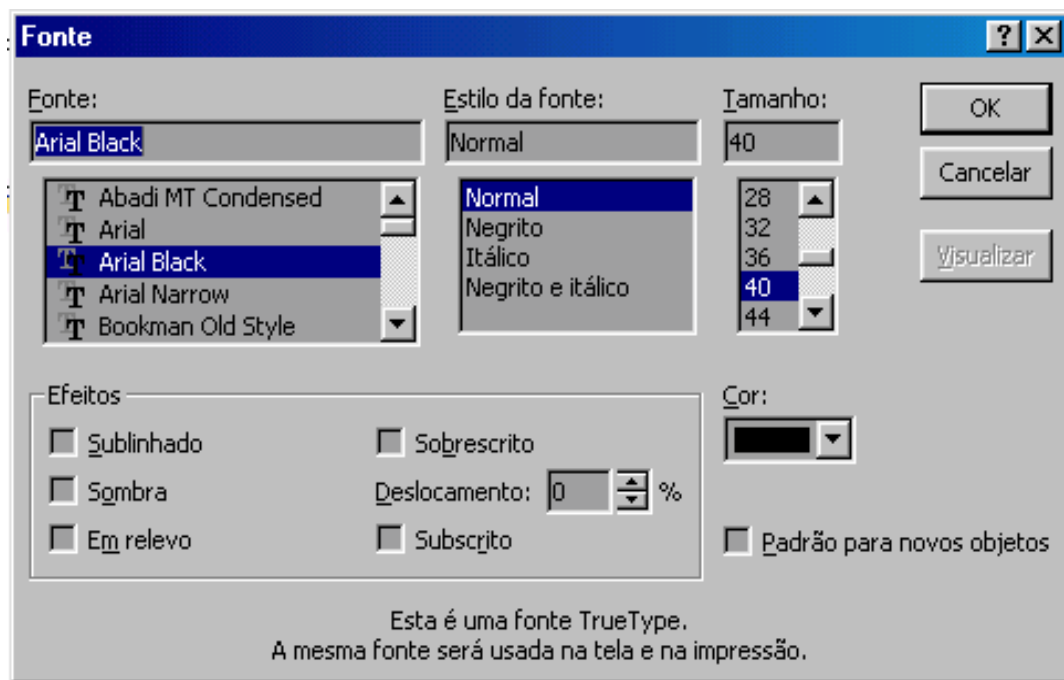 Fonte
Fonte: Estilo da fonte: Tamanho:
Arial Black Normal 40 OK
Cancelar
Abadi MT Condensed Normal 28
Arial Negrito 32
Arial Black Itálico 36 Visualizar
Arial Narrow Negrito e itálico 40
Bookman Old Style 44
Efeitos Cor:
Sublinhado Sobrescrito
Sombra Deslocamento: 0 %
Em relevo Subscrito Padrão para novos objetos
Esta é uma fonte TrueType.
A mesma fonte será usada na tela e na impressão.